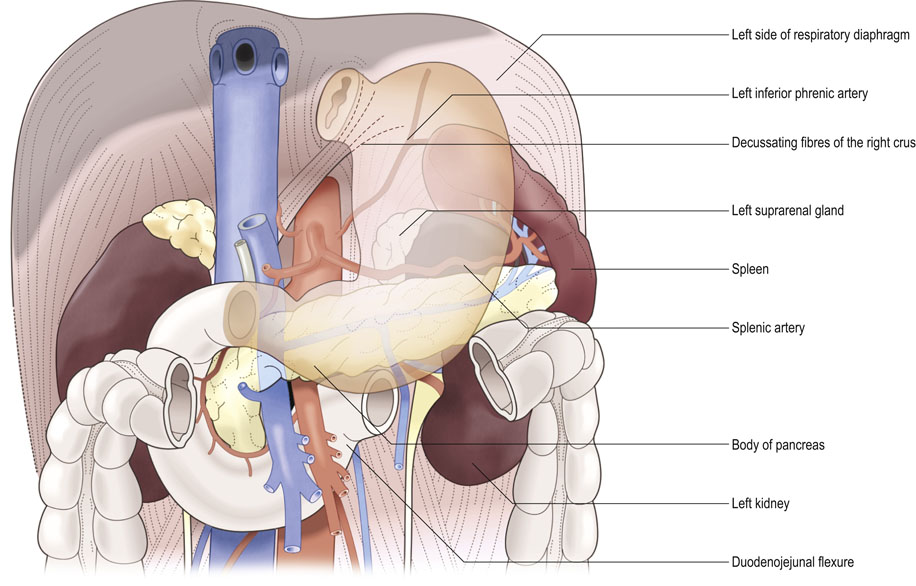 Left side of respiratory diaphragm
Left inferior phrenic artery
Decussating fibres of the right crus
Left suprarenal gland
Spleen
Splenic artery
Body of pancreas
Left kidney
Duodenojejunal flexure